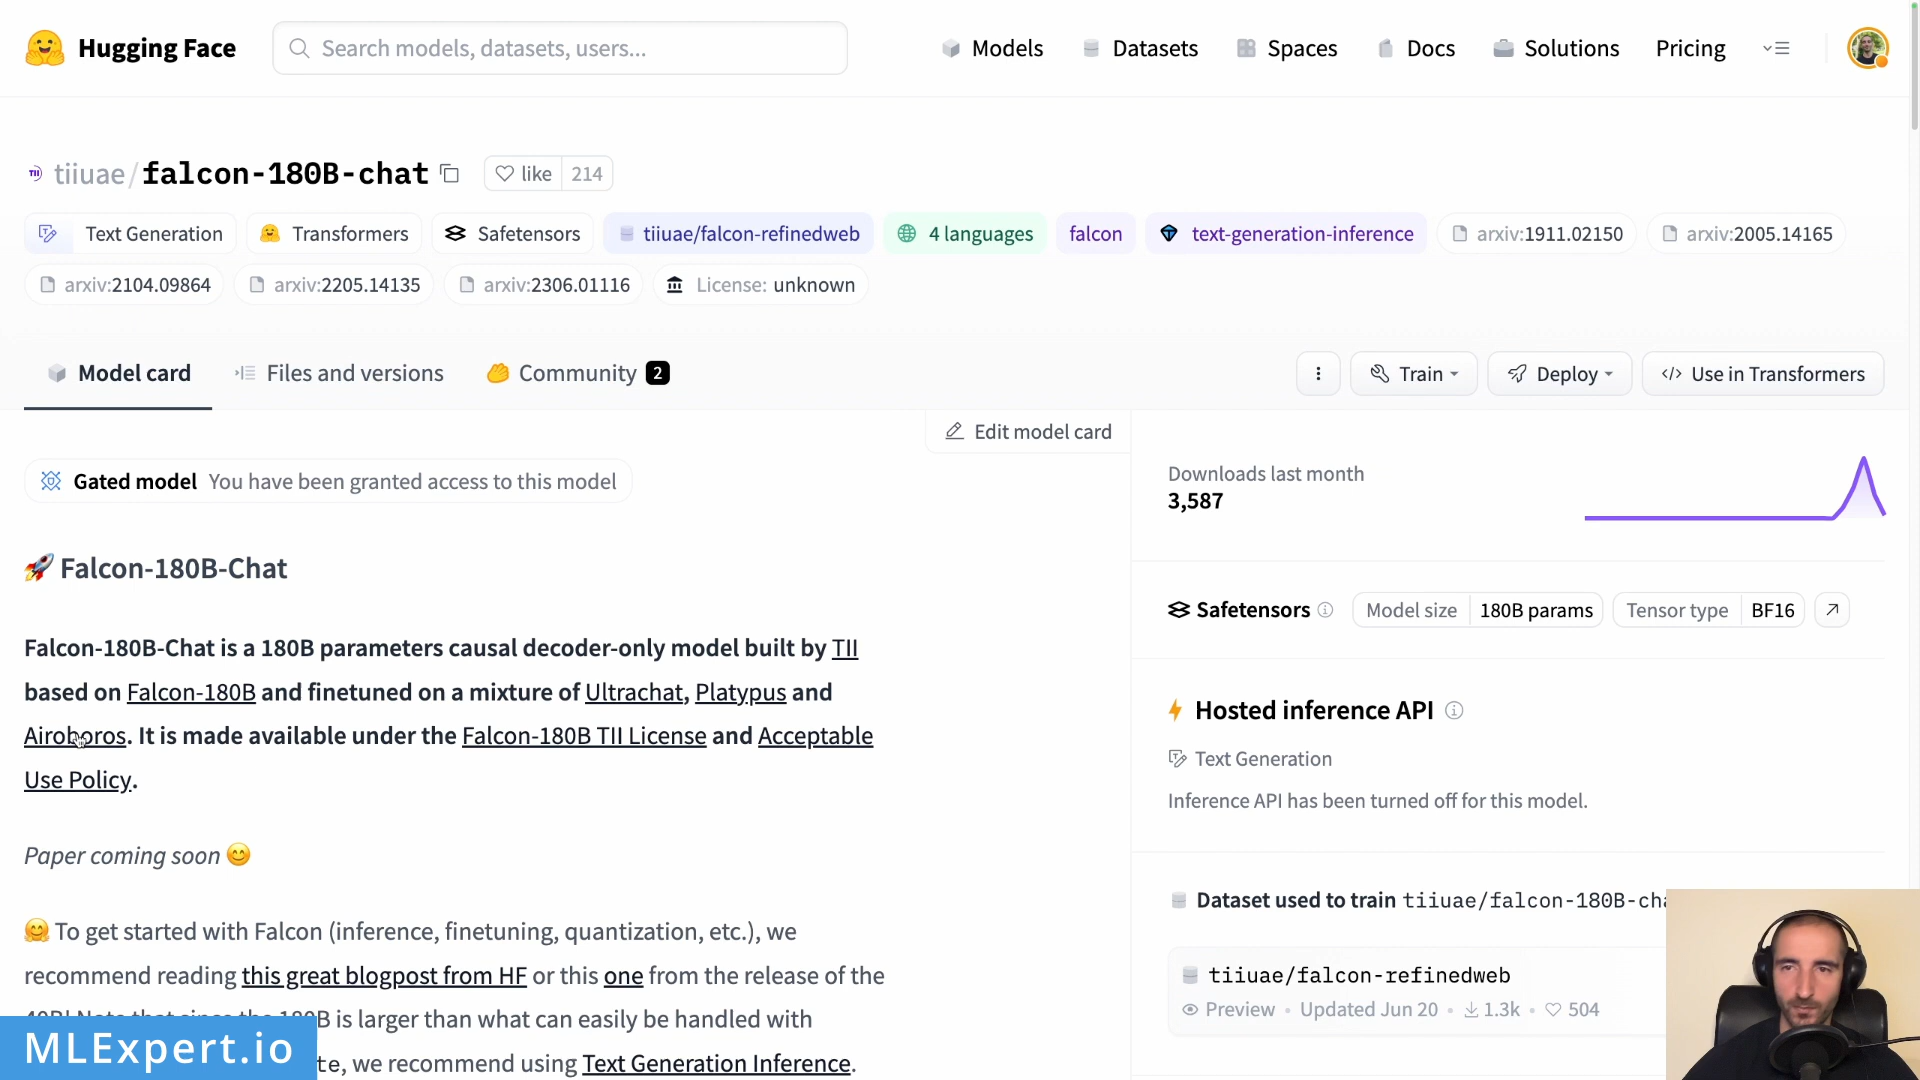 Hugging Face
Search models, datasets, users...
Models
Datasets
Spaces
Docs
Solutions
Pricing
tiiuae/falcon-180B-chat
like 214
Text Generation
Transformers
Safetensors
tiiuae/falcon-refinedweb
4 languages
falcon
text-generation-inference
arxiv:1911.02150
arxiv:2005.14165
arxiv:2104.09864
arxiv:2205.14135
arxiv:2306.01116
License: unknown
Model card
Files and versions
Community 2
Train
Deploy
</> Use in Transformers
Edit model card
Gated model You have been granted access to this model
🚀 Falcon-180B-Chat
Falcon-180B-Chat is a 180B parameters causal decoder-only model built by TII
based on Falcon-180B and finetuned on a mixture of Ultrachat, Platypus and
Airoboros. It is made available under the Falcon-180B TII License and Acceptable
Use Policy.
Paper coming soon 😊
🤗 To get started with Falcon (inference, finetuning, quantization, etc.), we
recommend reading this great blogpost from HF or this one from the release of the
40B! Note that since the 180B is larger than what can easily be handled with
te, we recommend using Text Generation Inference.
Downloads last month
3,587
Safetensors
Model size 180B params
Tensor type BF16
Hosted inference API
Text Generation
Inference API has been turned off for this model.
Dataset used to train tiiuae/falcon-180B-cha
tiiuae/falcon-refinedweb
Preview • Updated Jun 20 • 1.3k • 504
MLExpert.io
TII